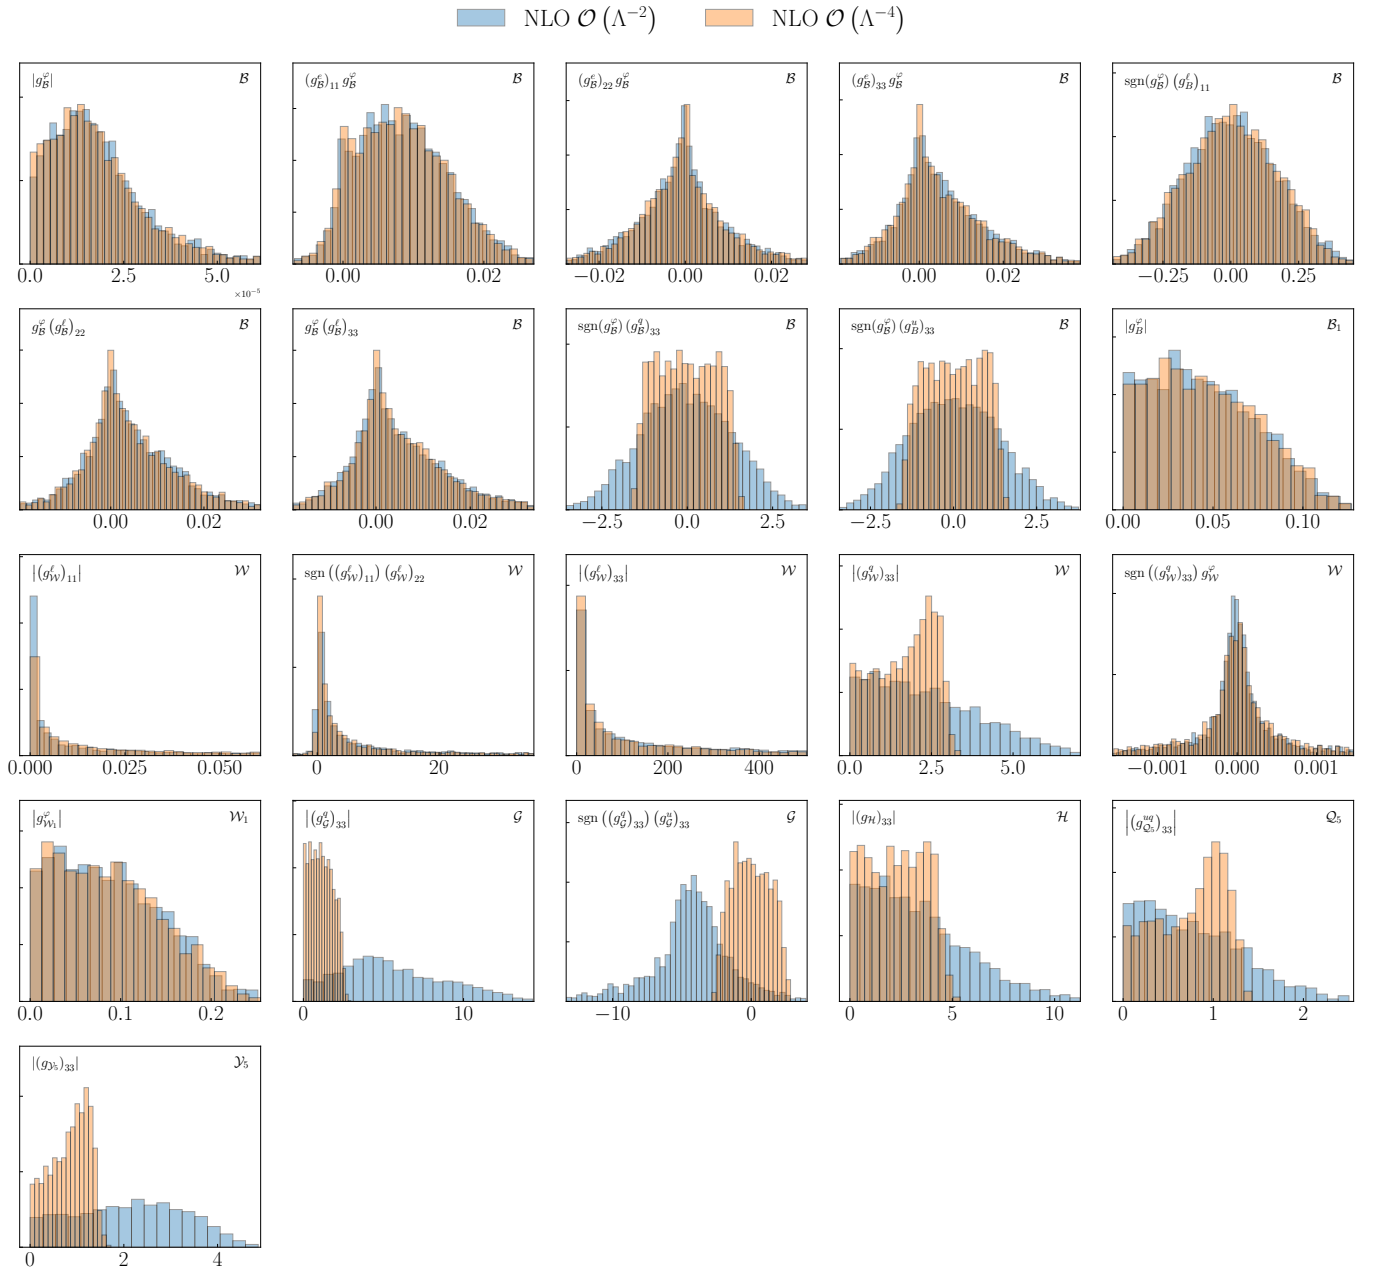 NLO 𝒪 (Λ⁻²) NLO 𝒪 (Λ⁻⁴)
|g_ℬ^φ| ℬ
(g_ℬ^e)₁₁ g_ℬ^φ ℬ
(g_ℬ^e)₂₂ g_ℬ^φ ℬ
(g_ℬ^e)₃₃ g_ℬ^φ ℬ
sgn(g_ℬ^φ) (g_B^ℓ)₁₁ ℬ
0.0 2.5 5.0
×10⁻⁵
0.00 0.02
−0.02 0.00 0.02
0.00 0.02
−0.25 0.00 0.25
g_ℬ^φ (g_ℬ^ℓ)₂₂ ℬ
g_ℬ^φ (g_ℬ^ℓ)₃₃ ℬ
sgn(g_ℬ^φ) (g_ℬ^q)₃₃ ℬ
sgn(g_ℬ^φ) (g_B^u)₃₃ ℬ
|g_B^φ| ℬ₁
0.00 0.02
0.00 0.02
−2.5 0.0 2.5
−2.5 0.0 2.5
0.00 0.05 0.10
|(g_𝒲^ℓ)₁₁| 𝒲
sgn ((g_𝒲^ℓ)₁₁) (g_𝒲^ℓ)₂₂ 𝒲
|(g_𝒲^ℓ)₃₃| 𝒲
|(g_𝒲^q)₃₃| 𝒲
sgn ((g_𝒲^q)₃₃) g_𝒲^φ 𝒲
0.000 0.025 0.050
0 20
0 200 400
0.0 2.5 5.0
−0.001 0.000 0.001
|g_𝒲₁^φ| 𝒲₁
|(g_𝒢^q)₃₃| 𝒢
sgn ((g_𝒢^q)₃₃) (g_𝒢^u)₃₃ 𝒢
|(g_ℋ)₃₃| ℋ
|(g_𝒬₅^uq)₃₃| 𝒬₅
0.0 0.1 0.2
0 10
−10 0
0 5 10
0 1 2
|(g_𝒴₅)₃₃| 𝒴₅
0 2 4